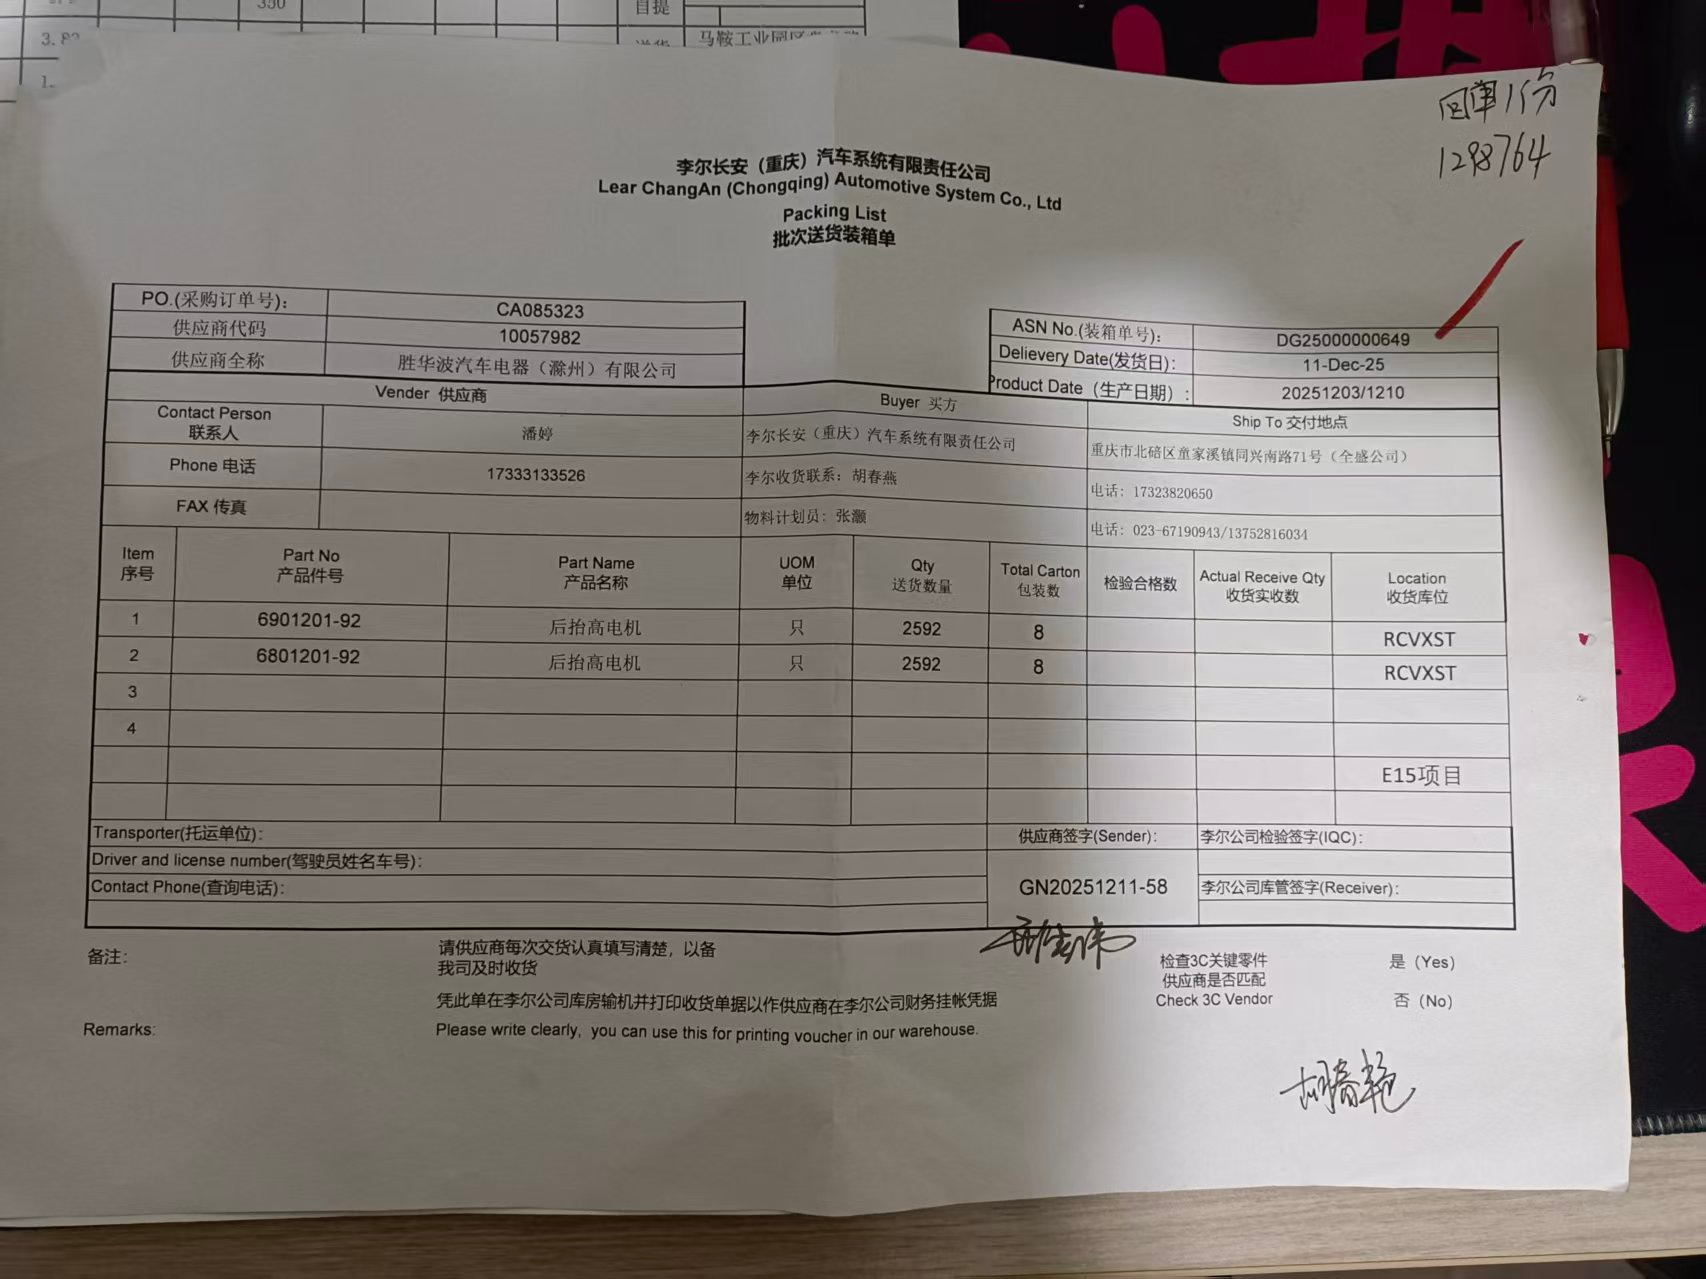 350
自提
3.82
1.
回单1份
1298764
李尔长安（重庆）汽车系统有限责任公司
Lear ChangAn (Chongqing) Automotive System Co., Ltd
Packing List
批次送货装箱单
PO.(采购订单号)： CA085323
供应商代码 10057982
供应商全称 胜华波汽车电器（滁州）有限公司
ASN No.(装箱单号)： DG25000000649
Delievery Date(发货日)： 11-Dec-25
Product Date（生产日期）： 20251203/1210
Vender 供应商 Buyer 买方 Ship To 交付地点
Contact Person
联系人 潘婷 李尔长安（重庆）汽车系统有限责任公司 重庆市北碚区童家溪镇同兴南路71号（全盛公司）
Phone 电话 17333133526 李尔收货联系：胡春燕 电话：17323820650
FAX 传真 物料计划员：张灏 电话：023-67190943/13752816034
Item Part No Part Name UOM Qty Total Carton 检验合格数 Actual Receive Qty Location
序号 产品件号 产品名称 单位 送货数量 包装数 收货实收数 收货库位
1 6901201-92 后抬高电机 只 2592 8 RCVXST
2 6801201-92 后抬高电机 只 2592 8 RCVXST
3
4
E15项目
Transporter(托运单位)： 供应商签字(Sender)： 李尔公司检验签字(IQC)：
Driver and license number(驾驶员姓名车号)：
Contact Phone(查询电话)： GN20251211-58 李尔公司库管签字(Receiver)：
备注： 请供应商每次交货认真填写清楚，以备
我司及时收货
检查3C关键零件 是（Yes）
供应商是否匹配
Check 3C Vendor 否（No）
凭此单在李尔公司库房输机并打印收货单据以作供应商在李尔公司财务挂帐凭据
Remarks: Please write clearly, you can use this for printing voucher in our warehouse.
胡春艳